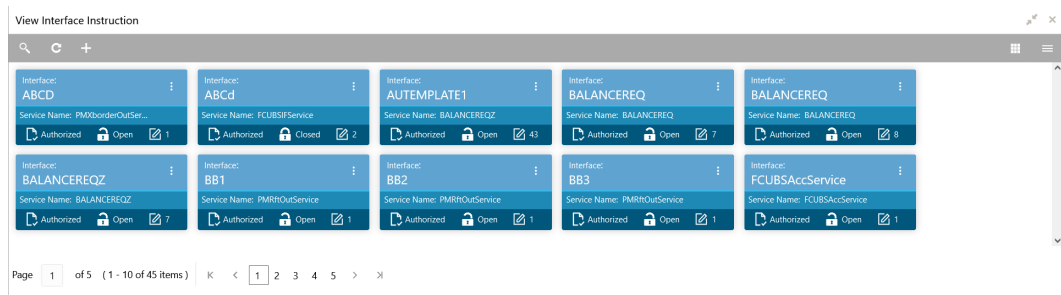 View Interface Instruction
Interface:
ABCD
Service Name: PMXborderOutSer...
Authorized Open 1
Interface:
ABCd
Service Name: FCUBSIFService
Authorized Closed 2
Interface:
AUTEMPLATE1
Service Name: BALANCEREQZ
Authorized Open 43
Interface:
BALANCEREQ
Service Name: BALANCEREQ
Authorized Open 7
Interface:
BALANCEREQ
Service Name: BALANCEREQ
Authorized Open 8
Interface:
BALANCEREQZ
Service Name: BALANCEREQZ
Authorized Open 7
Interface:
BB1
Service Name: PMRftOutService
Authorized Open 1
Interface:
BB2
Service Name: PMRftOutService
Authorized Open 1
Interface:
BB3
Service Name: PMRftOutService
Authorized Open 1
Interface:
FCUBSAccService
Service Name: FCUBSAccService
Authorized Open 1
Page 1 of 5 ( 1 - 10 of 45 items ) 1 2 3 4 5